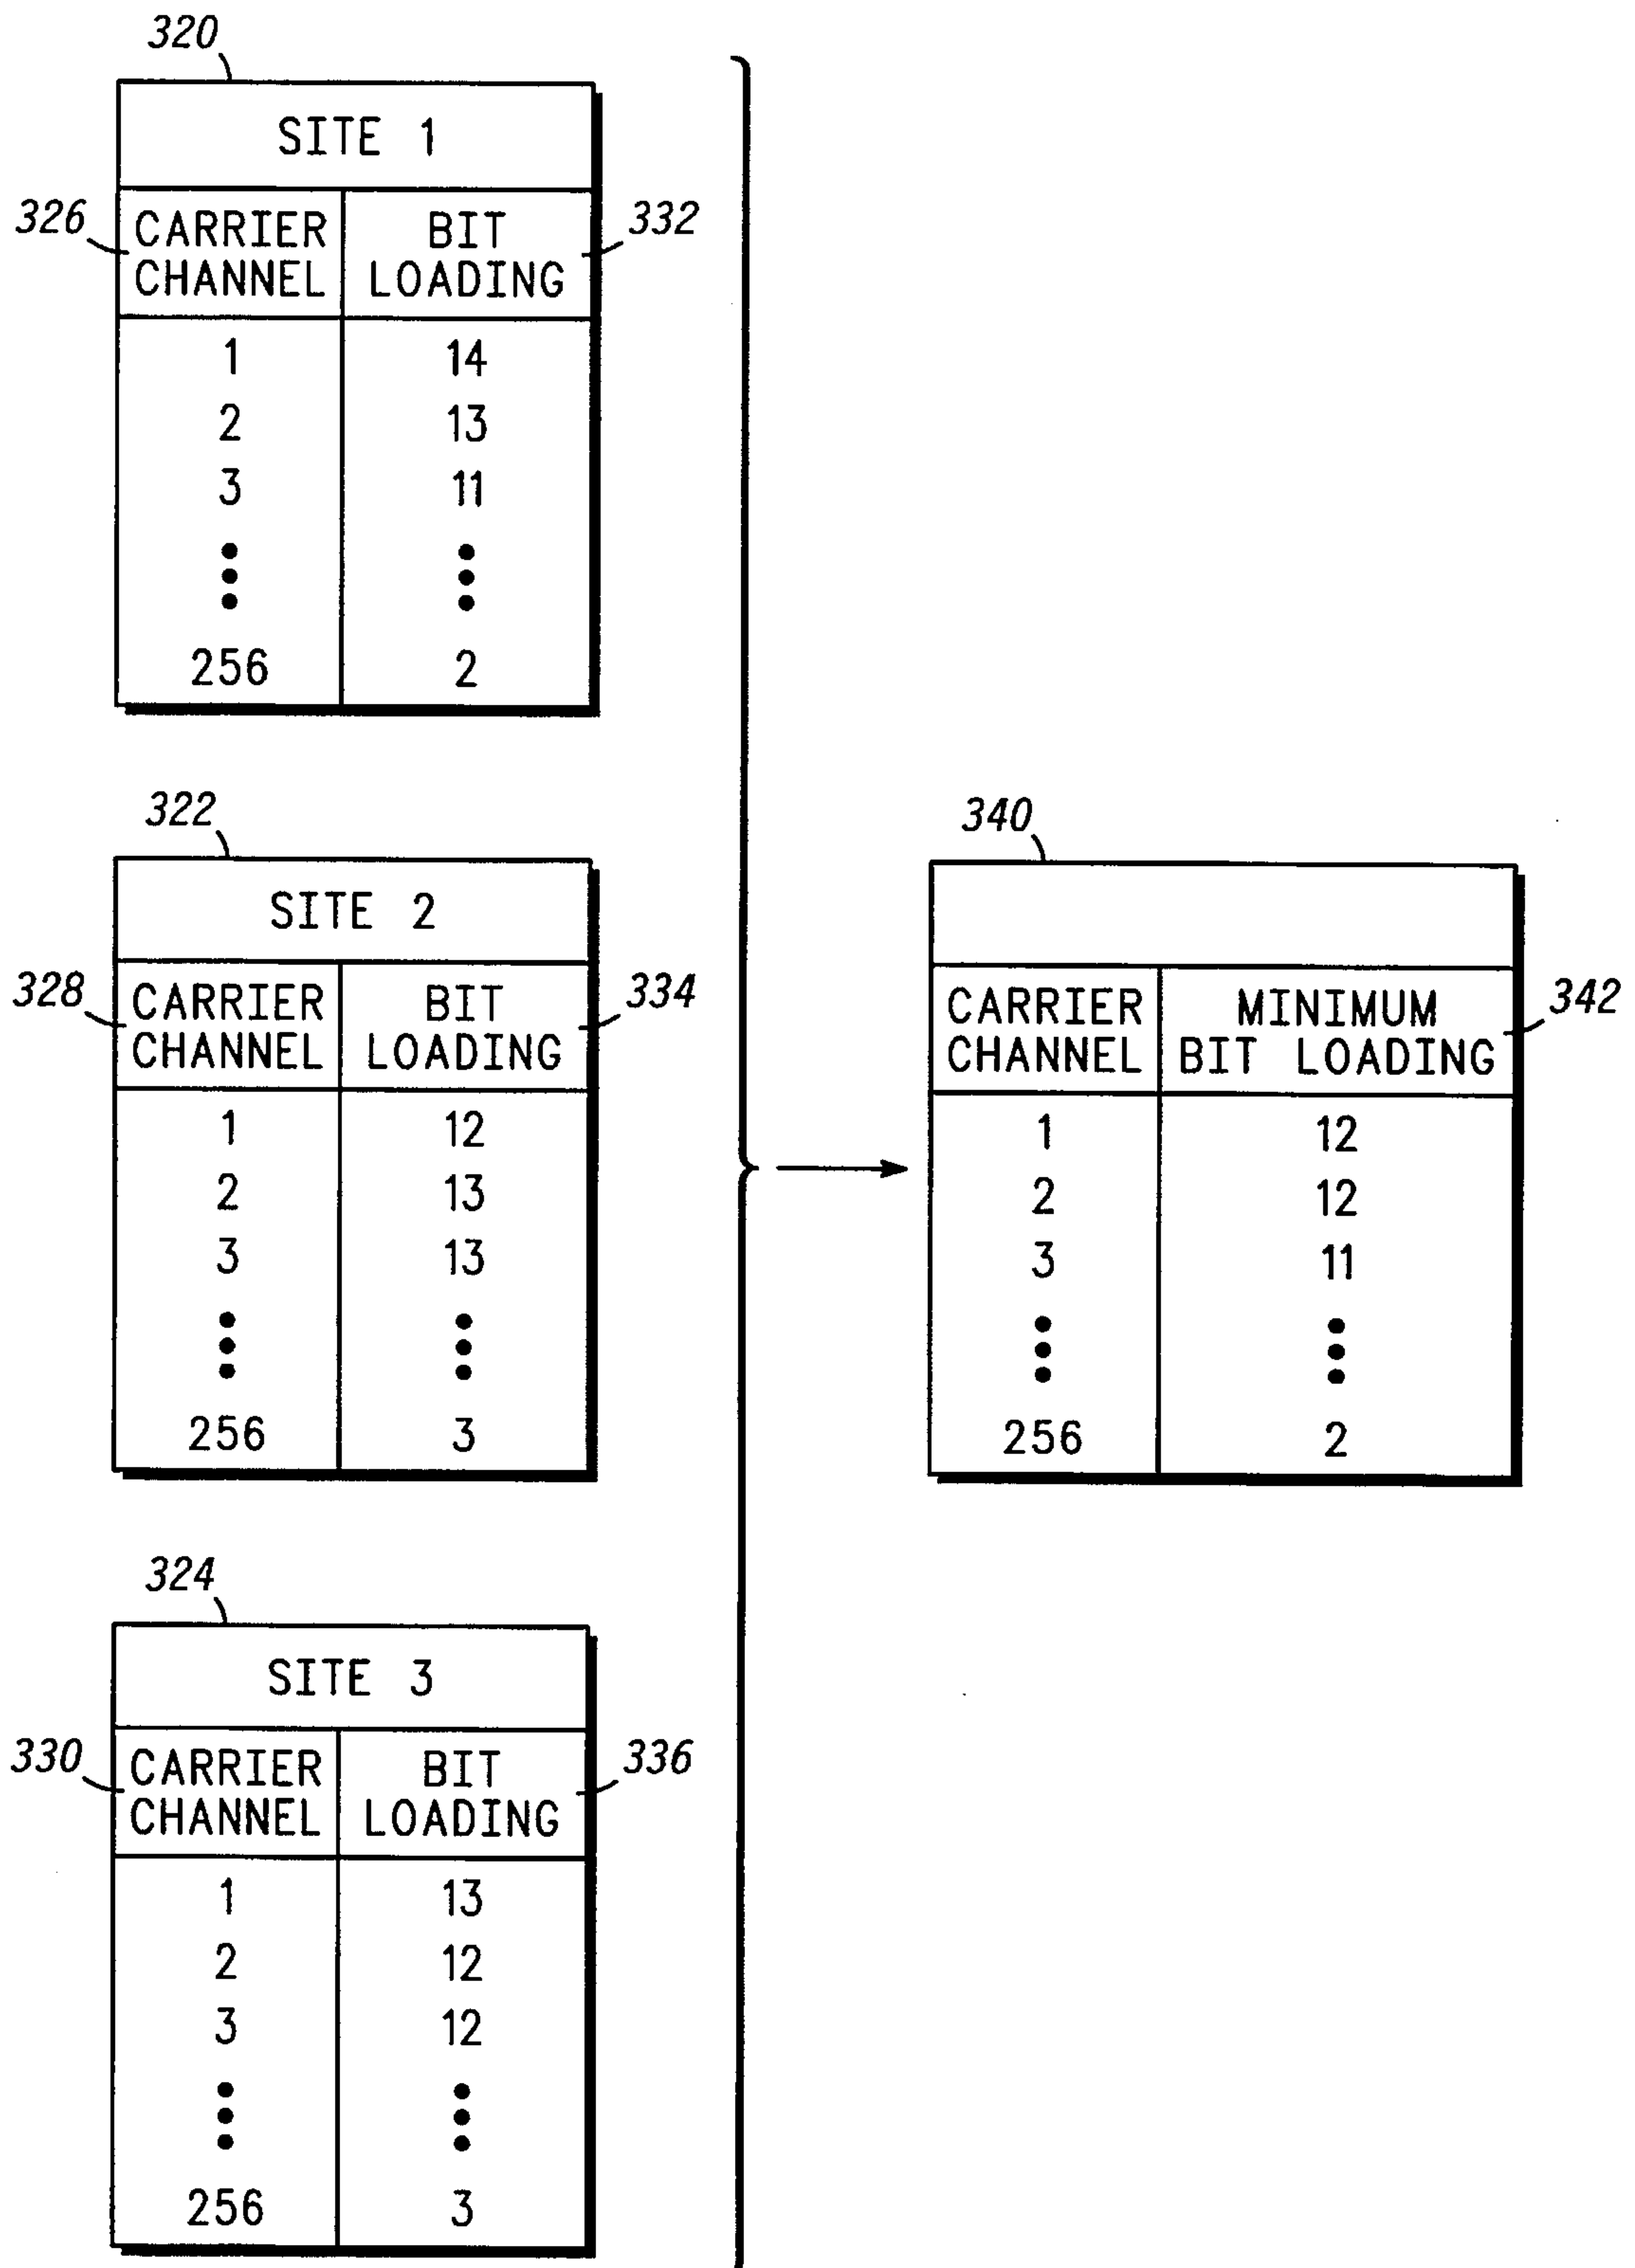 320
SITE 1
326 CARRIER CHANNEL BIT LOADING 332
1 14
2 13
3 11
256 2
322
SITE 2
328 CARRIER CHANNEL BIT LOADING 334
1 12
2 13
3 13
256 3
324
SITE 3
330 CARRIER CHANNEL BIT LOADING 336
1 13
2 12
3 12
256 3
340
CARRIER CHANNEL MINIMUM BIT LOADING 342
1 12
2 12
3 11
256 2